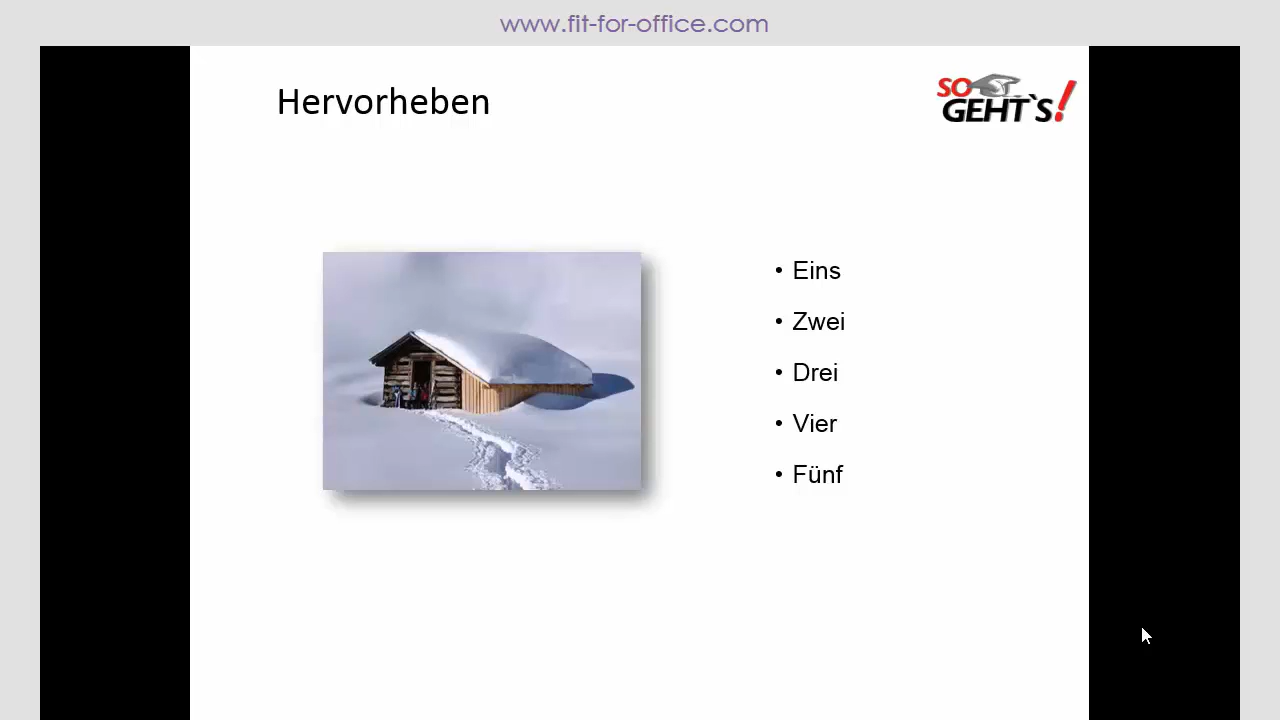 www.fit-for-office.com
Hervorheben
SO
GEHT`S!
• Eins
• Zwei
• Drei
• Vier
• Fünf